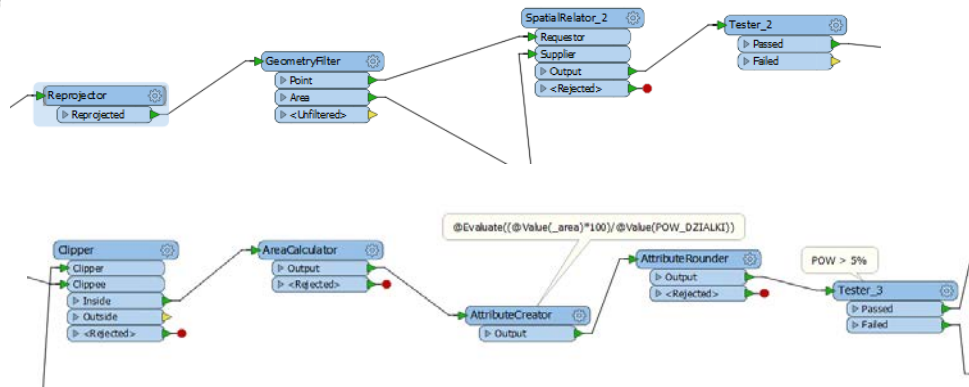 Reprojector
Reprojected
GeometryFilter
Point
Area
<Unfiltered>
SpatialRelator_2
Requestor
Supplier
Output
<Rejected>
Tester_2
Passed
Failed
Clipper
Clipper
Clippee
Inside
Outside
<Rejected>
AreaCalculator
Output
<Rejected>
@Evaluate((@Value(_area)*100)/@Value(POW_DZIALKI))
AttributeCreator
Output
AttributeRounder
Output
<Rejected>
POW > 5%
Tester_3
Passed
Failed